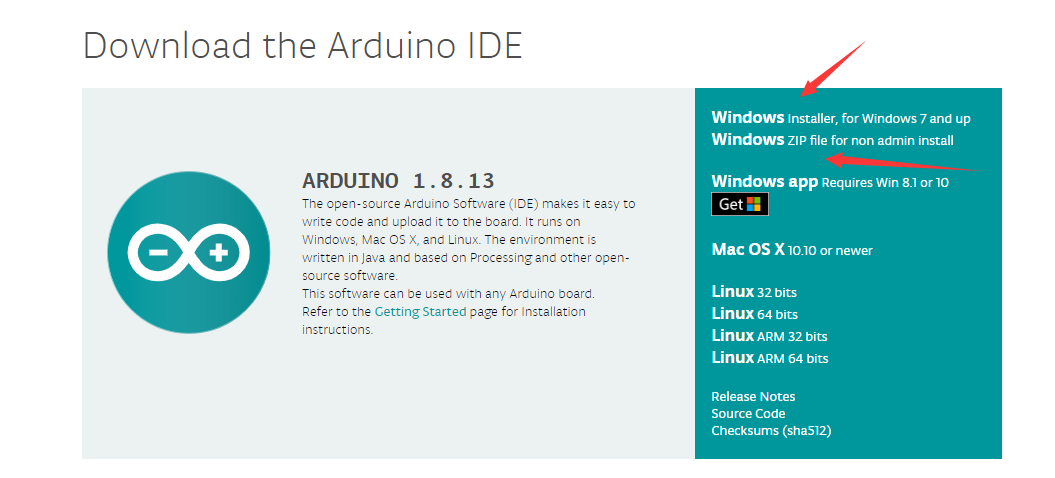 Download the Arduino IDE
ARDUINO 1.8.13
The open-source Arduino Software (IDE) makes it easy to
write code and upload it to the board. It runs on
Windows, Mac OS X, and Linux. The environment is
written in Java and based on Processing and other open-
source software.
This software can be used with any Arduino board.
Refer to the Getting Started page for Installation
instructions.
Windows Installer, for Windows 7 and up
Windows ZIP file for non admin install
Windows app Requires Win 8.1 or 10
Get
Mac OS X 10.10 or newer
Linux 32 bits
Linux 64 bits
Linux ARM 32 bits
Linux ARM 64 bits
Release Notes
Source Code
Checksums (sha512)